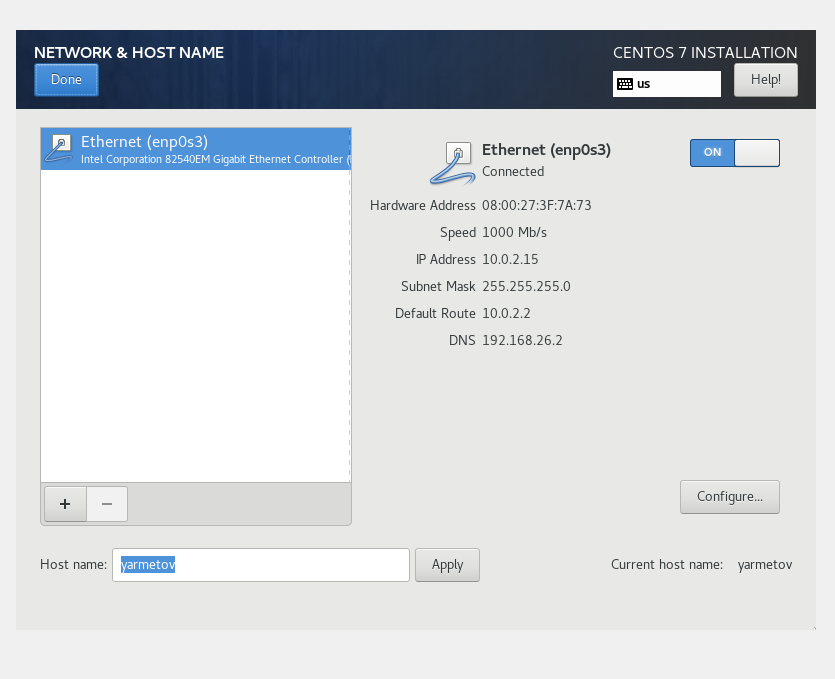 NETWORK & HOST NAME
CENTOS 7 INSTALLATION
Done
us
Help!
Ethernet (enp0s3)
Intel Corporation 82540EM Gigabit Ethernet Controller (
Ethernet (enp0s3)
Connected
ON
Hardware Address 08:00:27:3F:7A:73
Speed 1000 Mb/s
IP Address 10.0.2.15
Subnet Mask 255.255.255.0
Default Route 10.0.2.2
DNS 192.168.26.2
+
−
Configure...
Host name: yarmetov
Apply
Current host name: yarmetov